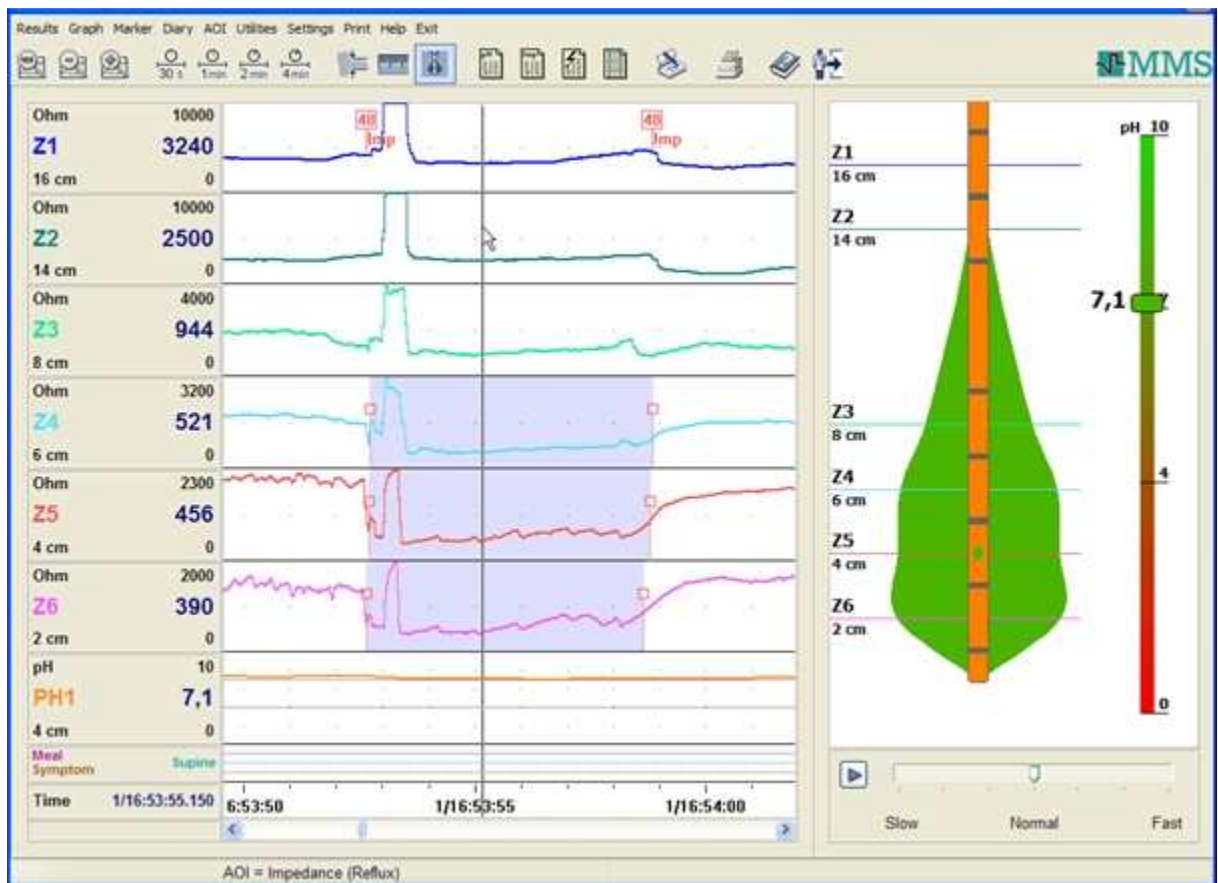 Results Graph Marker Diary AOI Utilities Settings Print Help Exit
30 s 1min 2min 4min
MMS
Ohm 10000
Z1 3240
16 cm 0
48 48
Imp Imp
Ohm 10000
Z2 2500
14 cm 0
Ohm 4000
Z3 944
8 cm 0
Ohm 3200
Z4 521
6 cm 0
Ohm 2300
Z5 456
4 cm 0
Ohm 2000
Z6 390
2 cm 0
pH 10
PH1 7,1
4 cm 0
Meal
Symptom Supine
Time 1/16:53:55.150 6:53:50 1/16:53:55 1/16:54:00
pH 10
Z1
16 cm
Z2
14 cm
7,1 7
Z3
8 cm
4
Z4
6 cm
Z5
4 cm
Z6
2 cm
0
Slow Normal Fast
AOI = Impedance (Reflux)